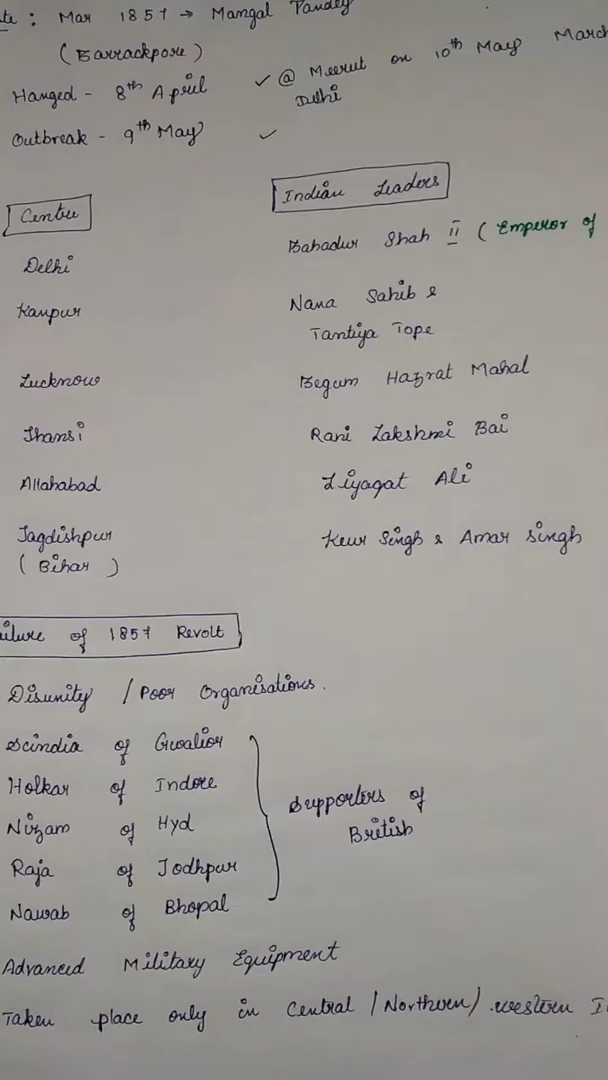 te : Mar 1857 → Mangal Pandey
(Barrackpore)
Hanged - 8th April
✓ @ Meerut on 10th May March
Delhi
Outbreak - 9th May ✓
Centre
Indian Leaders
Delhi
Bahadur Shah II (Emperor of
Kanpur
Nana Sahib &
Tantiya Tope
Lucknow
Begum Hazrat Mahal
Jhansi
Rani Lakshmi Bai
Allahabad
Liyaqat Ali
Jagdishpur
(Bihar)
Keur Singh & Amar Singh
ilure of 1857 Revolt
Disunity / Poor Organisations.
Scindia of Gwalior
Holkar of Indore
Nizam of Hyd
Raja of Jodhpur
Nawab of Bhopal
Supporters of
British
Advanced Military Equipment
Taken place only in Central / Northern / western I